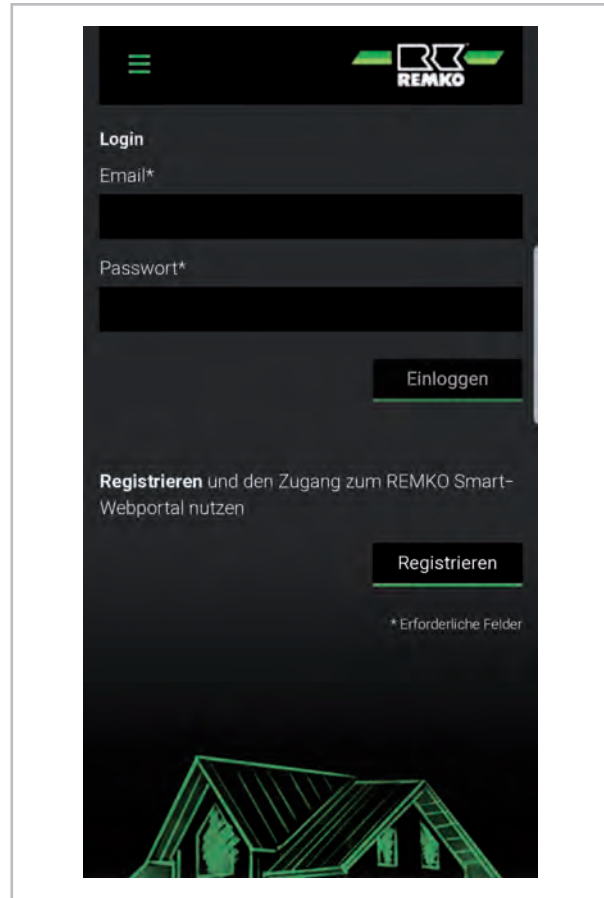 REMKO
Login
Email*
Passwort*
Einloggen
Registrieren und den Zugang zum REMKO Smart-
Webportal nutzen
Registrieren
* Erforderliche Felder